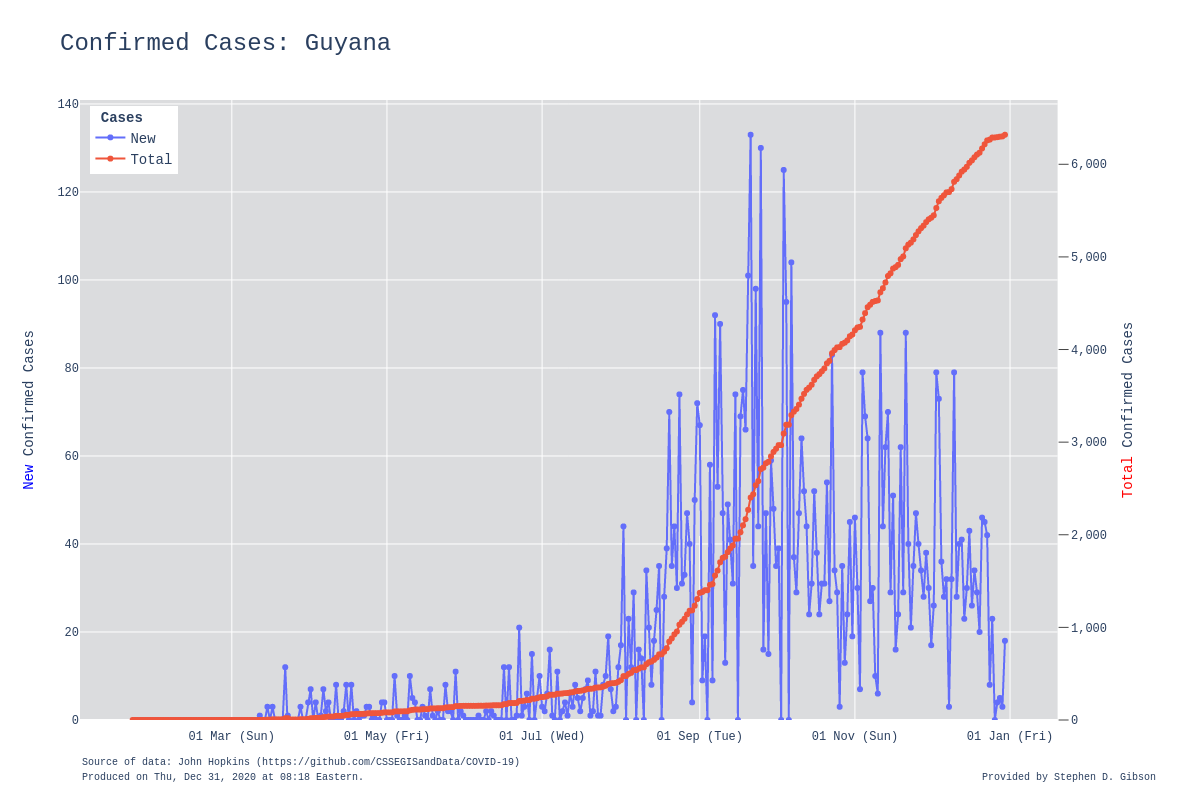 Confirmed Cases: Guyana
Cases
New
Total
140
120
100
80
60
40
20
0
6,000
5,000
4,000
3,000
2,000
1,000
0
New Confirmed Cases
Total Confirmed Cases
01 Mar (Sun) 01 May (Fri) 01 Jul (Wed) 01 Sep (Tue) 01 Nov (Sun) 01 Jan (Fri)
Source of data: John Hopkins (https://github.com/CSSEGISandData/COVID-19)
Produced on Thu, Dec 31, 2020 at 08:18 Eastern.
Provided by Stephen D. Gibson